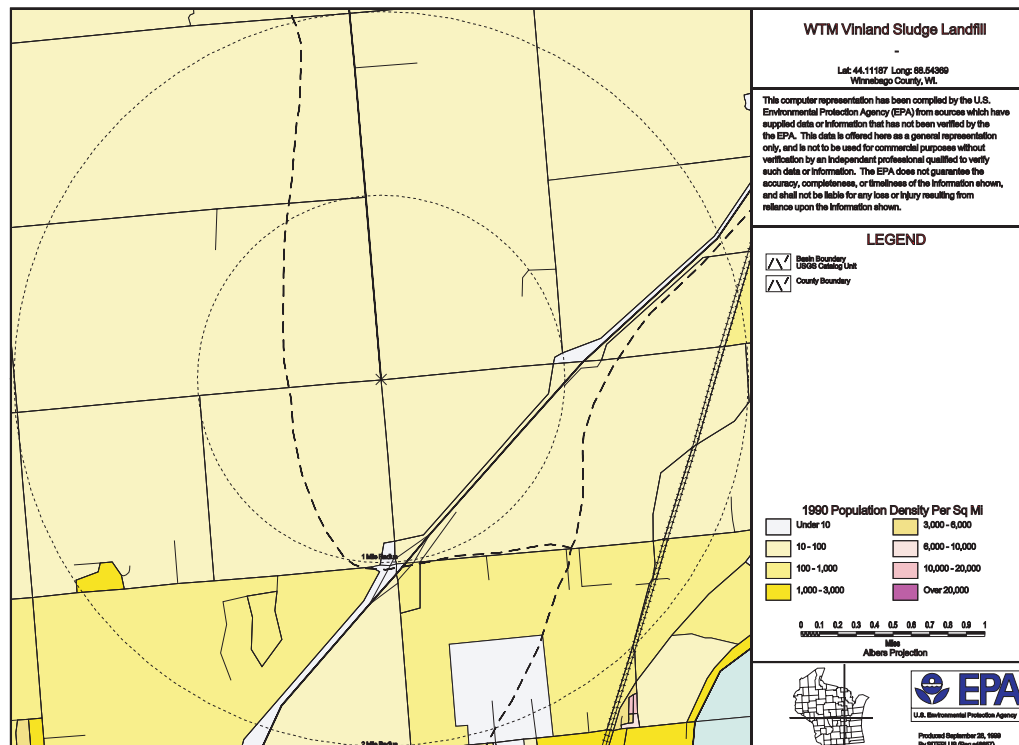 WTM Vinland Sludge Landfill
-
Lat: 44.11187 Long: 88.54369
Winnebago County, WI.
This computer representation has been compiled by the U.S.
Environmental Protection Agency (EPA) from sources which have
supplied data or information that has not been verified by the
the EPA. This data is offered here as a general representation
only, and is not to be used for commercial purposes without
verification by an independent professional qualified to verify
such data or information. The EPA does not guarantee the
accuracy, completeness, or timeliness of the information shown,
and shall not be liable for any loss or injury resulting from
reliance upon the information shown.
LEGEND
Basin Boundary
USGS Catalog Unit
County Boundary
1990 Population Density Per Sq Mi
Under 10
10 - 100
100 - 1,000
1,000 - 3,000
3,000 - 6,000
6,000 - 10,000
10,000 - 20,000
Over 20,000
0 0.1 0.2 0.3 0.4 0.5 0.6 0.7 0.8 0.9 1
Miles
Albers Projection
EPA
U.S. Environmental Protection Agency
Produced September 28, 1999
1 Mile Radius
2 Mile Radius